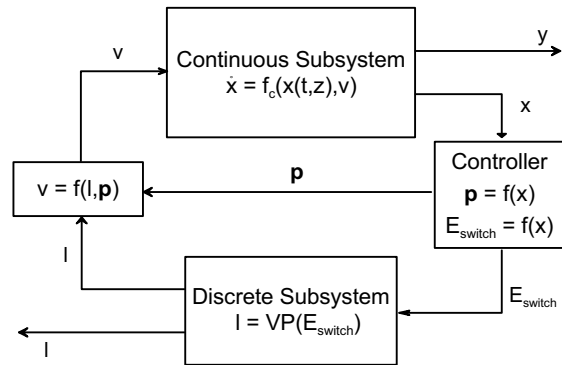 v
Continuous Subsystem
ẋ = f_c(x(t,z),v)
y
x
v = f(l,p)
p
Controller
p = f(x)
E_switch = f(x)
l
Discrete Subsystem
l = VP(E_switch)
E_switch
l